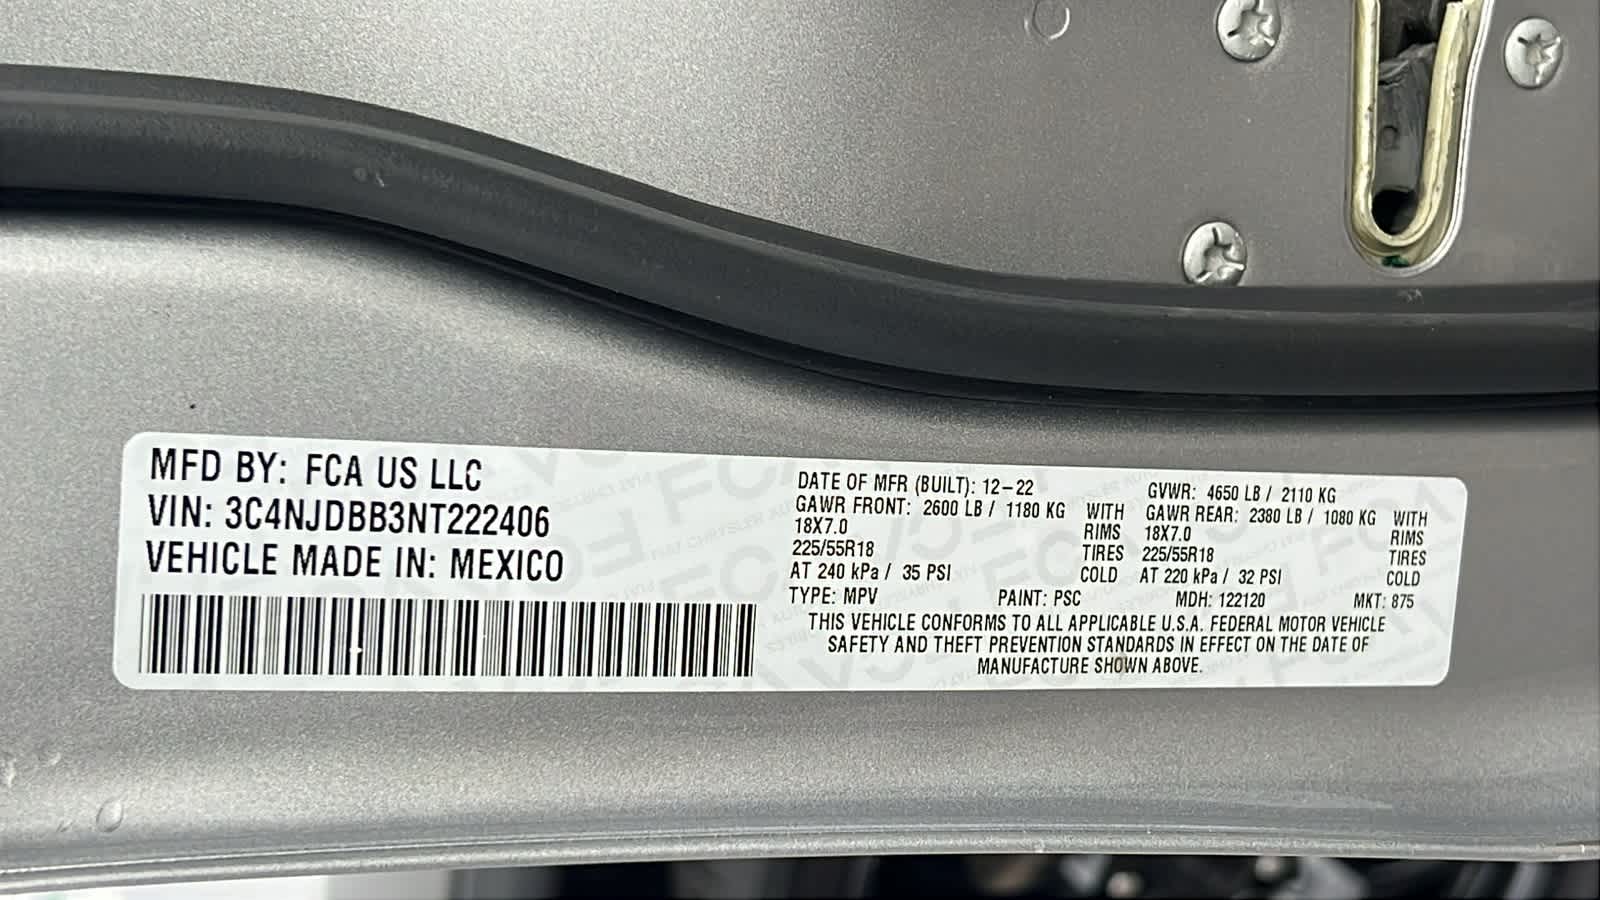 MFD BY: FCA US LLC
VIN: 3C4NJDBB3NT222406
VEHICLE MADE IN: MEXICO
DATE OF MFR (BUILT): 12-22
GVWR: 4650 LB / 2110 KG
GAWR FRONT: 2600 LB / 1180 KG WITH
18X7.0 RIMS
225/55R18 TIRES
AT 240 kPa / 35 PSI COLD
GAWR REAR: 2380 LB / 1080 KG WITH
18X7.0 RIMS
225/55R18 TIRES
AT 220 kPa / 32 PSI COLD
TYPE: MPV PAINT: PSC MDH: 122120 MKT: 875
THIS VEHICLE CONFORMS TO ALL APPLICABLE U.S.A. FEDERAL MOTOR VEHICLE
SAFETY AND THEFT PREVENTION STANDARDS IN EFFECT ON THE DATE OF
MANUFACTURE SHOWN ABOVE.